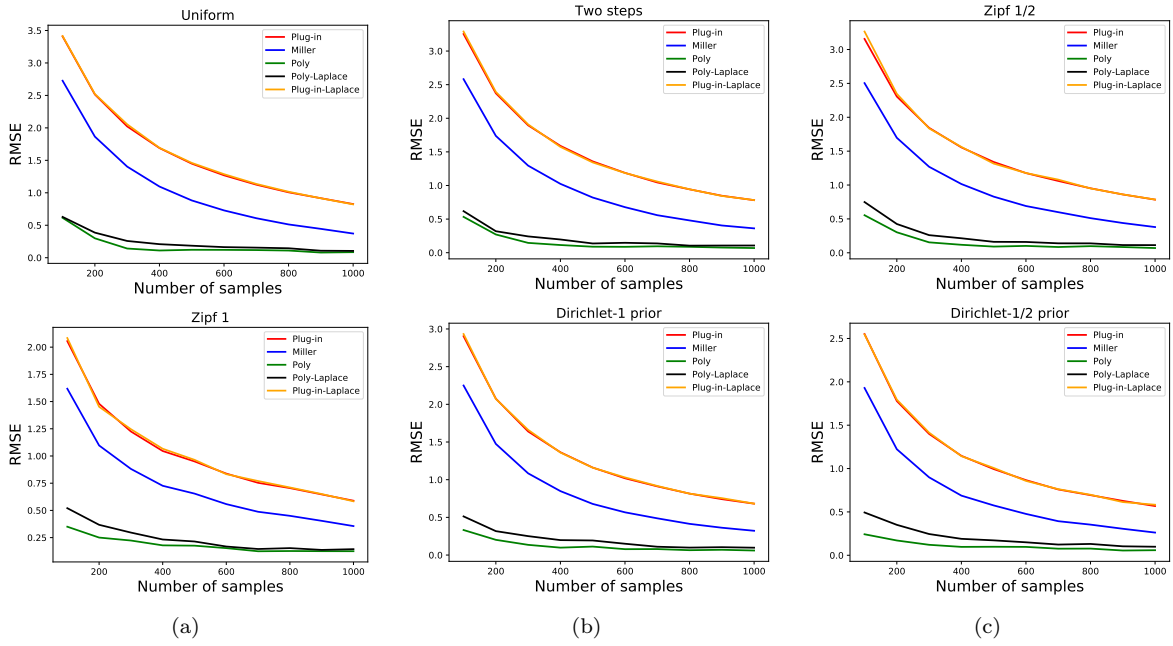 Uniform
3.5
3.0
2.5
2.0
1.5
1.0
0.5
0.0
RMSE
200
400
600
800
1000
Number of samples
Plug-in
Miller
Poly
Poly-Laplace
Plug-in-Laplace
Two steps
3.0
2.5
2.0
1.5
1.0
0.5
0.0
RMSE
200
400
600
800
1000
Number of samples
Plug-in
Miller
Poly
Poly-Laplace
Plug-in-Laplace
Zipf 1/2
3.0
2.5
2.0
1.5
1.0
0.5
0.0
RMSE
200
400
600
800
1000
Number of samples
Plug-in
Miller
Poly
Poly-Laplace
Plug-in-Laplace
Zipf 1
2.00
1.75
1.50
1.25
1.00
0.75
0.50
0.25
RMSE
200
400
600
800
1000
Number of samples
Plug-in
Miller
Poly
Poly-Laplace
Plug-in-Laplace
Dirichlet-1 prior
3.0
2.5
2.0
1.5
1.0
0.5
0.0
RMSE
200
400
600
800
1000
Number of samples
Plug-in
Miller
Poly
Poly-Laplace
Plug-in-Laplace
Dirichlet-1/2 prior
2.5
2.0
1.5
1.0
0.5
0.0
RMSE
200
400
600
800
1000
Number of samples
Plug-in
Miller
Poly
Poly-Laplace
Plug-in-Laplace
(a)
(b)
(c)